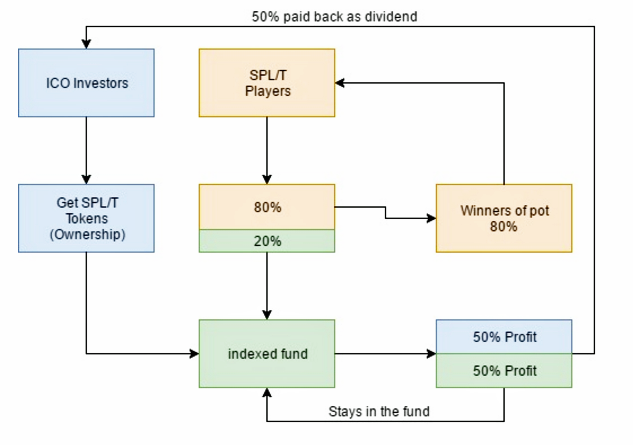 50% paid back as dividend
ICO Investors
SPL/T
Players
Get SPL/T
Tokens
(Ownership)
80%
20%
Winners of pot
80%
indexed fund
50% Profit
50% Profit
Stays in the fund